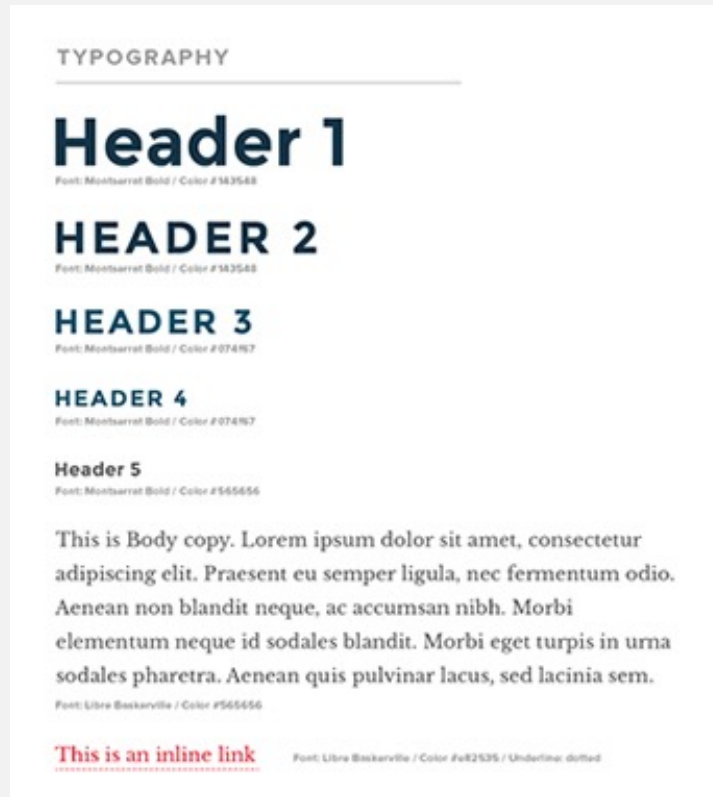 TYPOGRAPHY
Header 1
Font: Montserrat Bold / Color #143548
HEADER 2
Font: Montserrat Bold / Color #143548
HEADER 3
Font: Montserrat Bold / Color
HEADER 4
Font: Montserrat Bold / Color
Header 5
Font: Montserrat Bold / Color #565656
This is Body copy. Lorem ipsum dolor sit amet, consectetur
adipiscing elit. Praesent eu semper ligula, nec fermentum odio.
Aenean non blandit neque, ac accumsan nibh. Morbi
elementum neque id sodales blandit. Morbi eget turpis in urna
sodales pharetra. Aenean quis pulvinar lacus, sed lacinia sem.
Font: Libre Baskerville / Color #565656
This is an inline link
Font: Libre Baskerville / Color / Underline: dotted